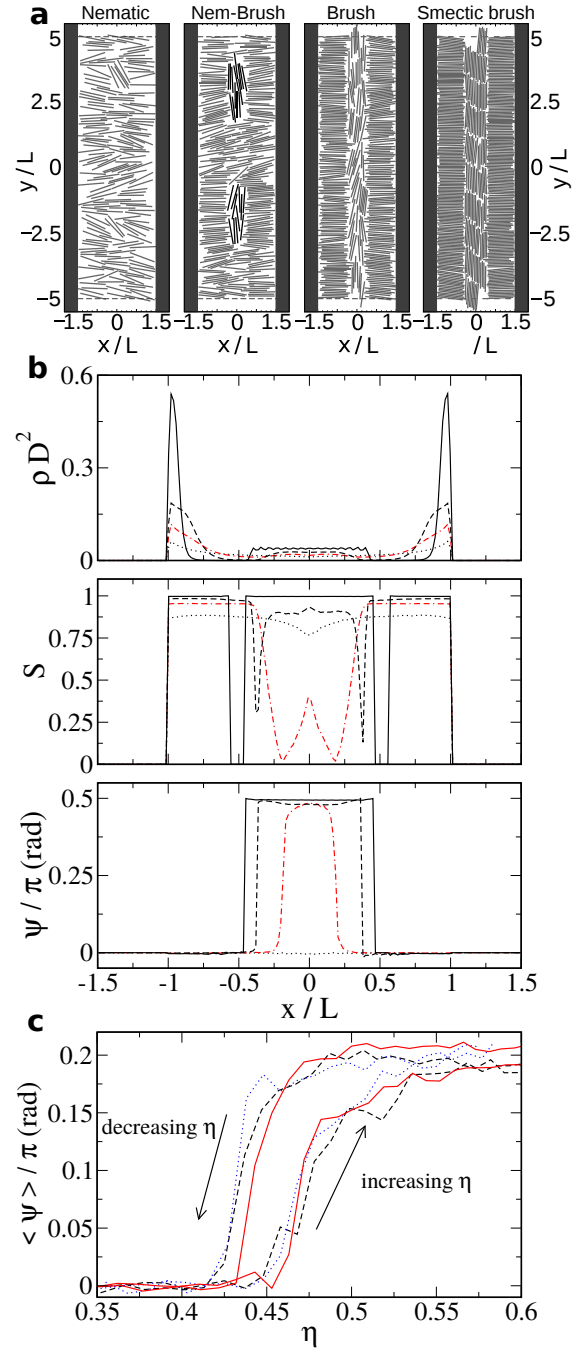 a
Nematic Nem-Brush Brush Smectic brush
5 5
2.5 2.5
0 0
−2.5 −2.5
−5 −5
y / L y / L
−1.5 0 1.5 −1.5 0 1.5 −1.5 0 1.5 −1.5 0 1.5
x / L x / L x / L / L
b
0.6
0.3
0
ρ D²
1
0.75
0.5
0.25
0
S
0.5
0.25
0
ψ / π (rad)
-1.5 -1 -0.5 0 0.5 1 1.5
x / L
c
0.2
0.15
0.1
0.05
0
< ψ > / π (rad)
decreasing η
increasing η
0.35 0.4 0.45 0.5 0.55 0.6
η